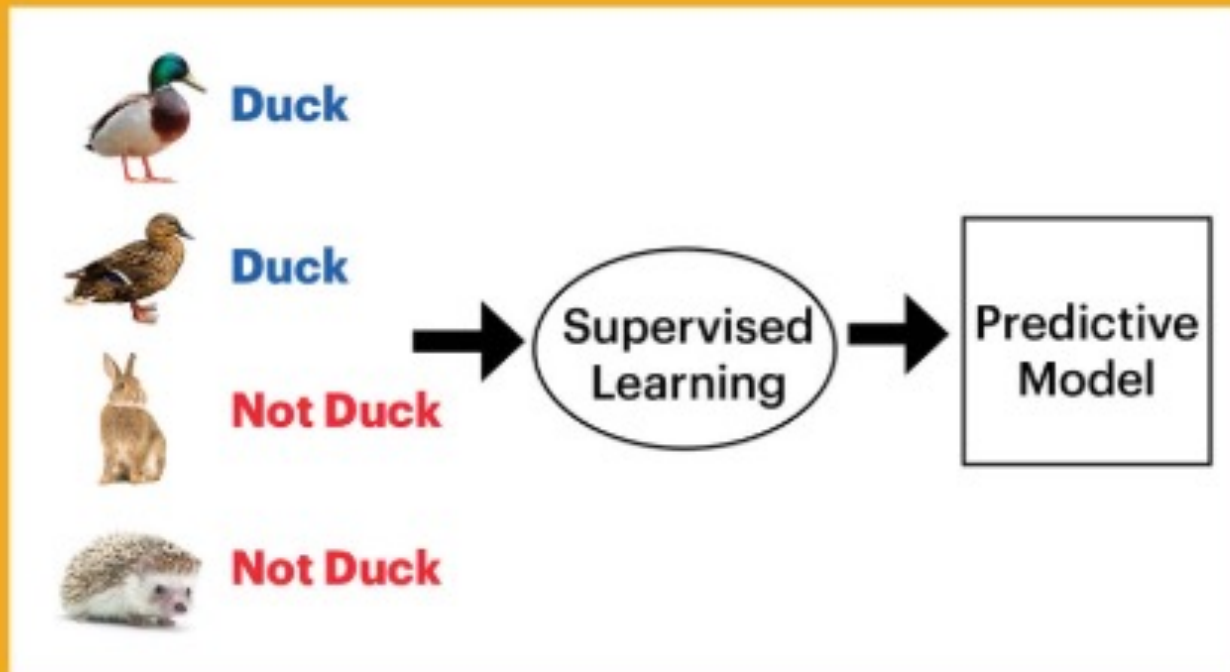 Duck
Duck
Not Duck
Not Duck
Supervised
Learning
Predictive
Model